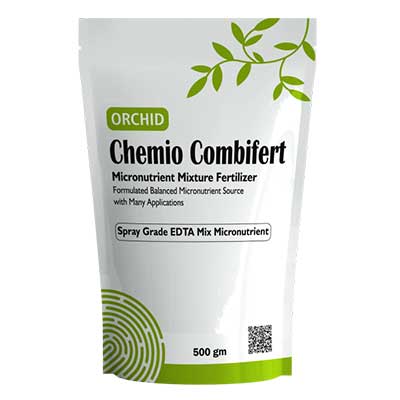 ORCHID
Chemio Combifert
Micronutrient Mixture Fertilizer
Formulated Balanced Micronutrient Source
with Many Applications
Spray Grade EDTA Mix Micronutrient
500 gm